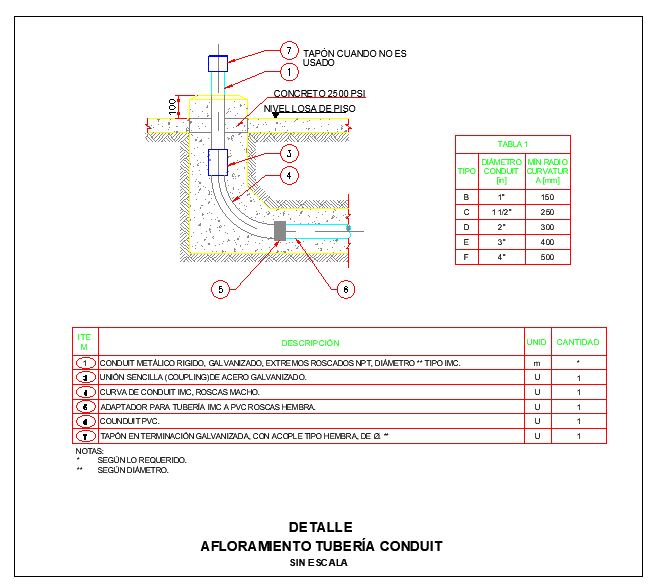 7
TAPÓN CUANDO NO ES
USADO
1
CONCRETO 2500 PSI
100
NIVEL LOSA DE PISO
3
4
5
6
TABLA 1
TIPO DIÁMETRO CONDUIT [in] MIN.RADIO CURVATURA [mm]
B 1" 150
C 1 1/2" 250
D 2" 300
E 3" 400
F 4" 500
ITEM DESCRIPCIÓN UNID CANTIDAD
1 CONDUIT METÁLICO RIGIDO, GALVANIZADO, EXTREMOS ROSCADOS NPT, DIÁMETRO ** TIPO IMC. m *
3 UNIÓN SENCILLA (COUPLING)DE ACERO GALVANIZADO. U 1
4 CURVA DE CONDUIT IMC, ROSCAS MACHO. U 1
5 ADAPTADOR PARA TUBERÍA IMC A PVC ROSCAS HEMBRA. U 1
6 COUNDUIT PVC. U 1
7 TAPÓN EN TERMINACIÓN GALVANIZADA, CON ACOPLE TIPO HEMBRA, DE Ø. ** U 1
NOTAS:
* SEGÚN LO REQUERIDO.
** SEGÚN DIÁMETRO.
DETALLE
AFLORAMIENTO TUBERÍA CONDUIT
SIN ESCALA